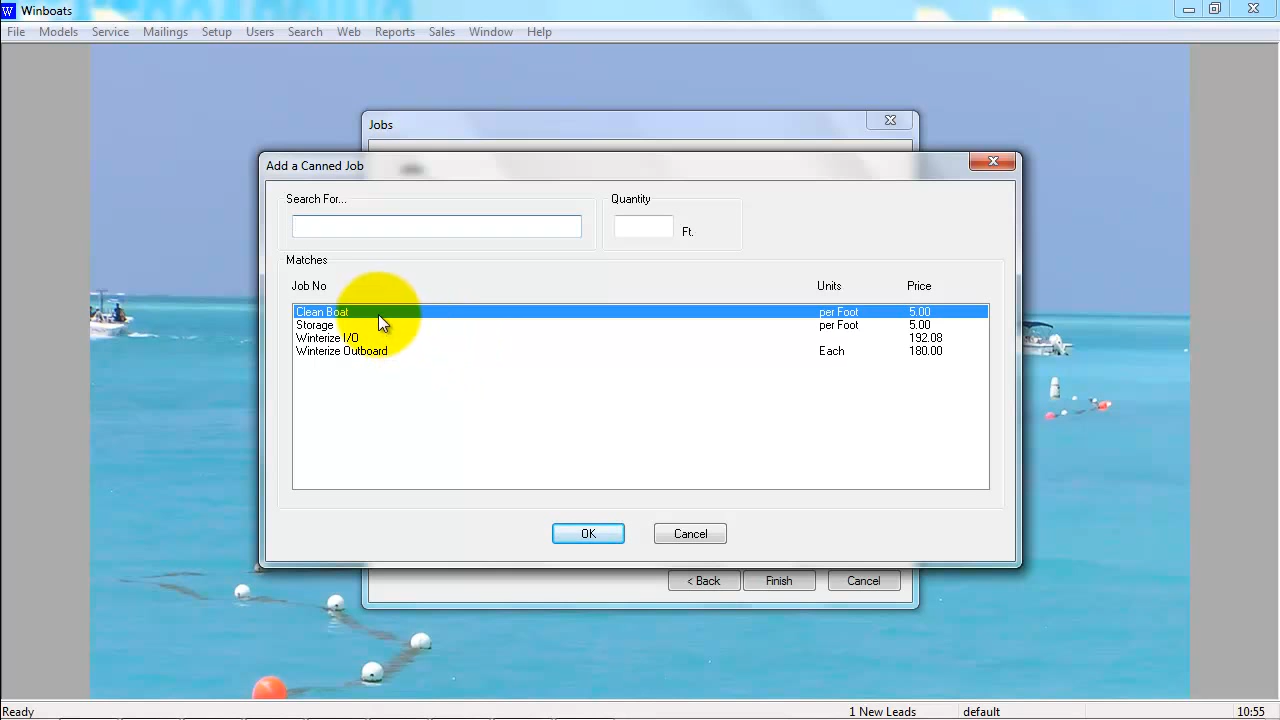 W Winboats
File Models Service Mailings Setup Users Search Web Reports Sales Window Help
Jobs
Add a Canned Job
Search For...
Quantity
Ft.
Matches
Job No Units Price
Clean Boat per Foot 5.00
Storage per Foot 5.00
Winterize I/O 192.08
Winterize Outboard Each 180.00
OK Cancel
< Back Finish Cancel
Ready 1 New Leads default 10:55